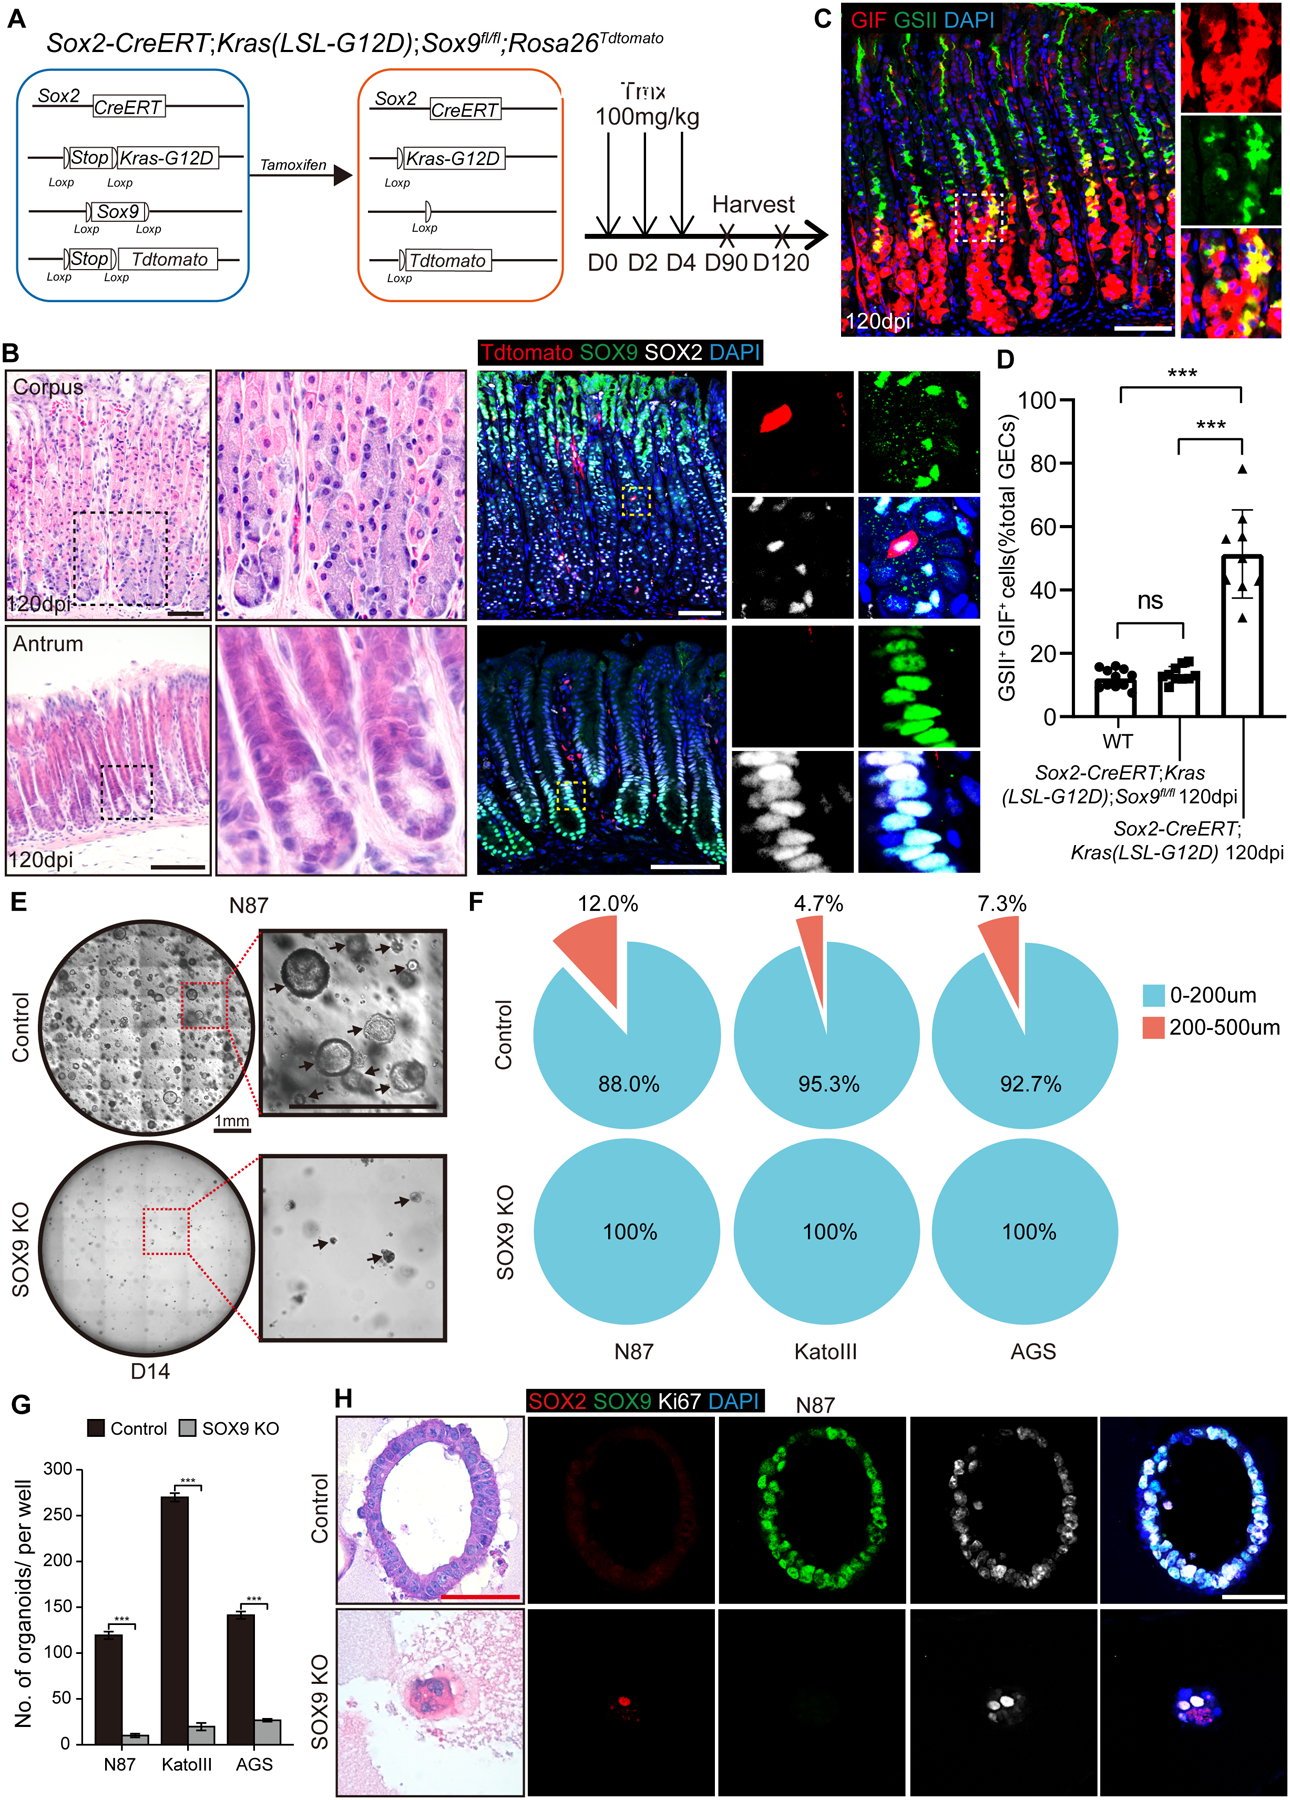 A
Sox2-CreERT;Kras(LSL-G12D);Sox9fl/fl;Rosa26Tdtomato
Sox2
CreERT
Stop
Kras-G12D
Loxp
Loxp
Sox9
Loxp
Loxp
Stop
Tdtomato
Loxp
Loxp
Tamoxifen
Sox2
CreERT
Kras-G12D
Loxp
Loxp
Tdtomato
Loxp
Tmx
100mg/kg
Harvest
D0 D2 D4 D90 D120
C
GIF GSII DAPI
120dpi
B
Corpus
120dpi
Antrum
120dpi
Tdtomato SOX9 SOX2 DAPI
D
GSII+ GIF+ cells(%total GECs)
100
80
60
40
20
0
***
***
ns
WT
Sox2-CreERT;Kras
(LSL-G12D);Sox9fl/fl 120dpi
Sox2-CreERT;
Kras(LSL-G12D) 120dpi
E
N87
Control
1mm
SOX9 KO
D14
F
12.0%
4.7%
7.3%
Control
88.0%
95.3%
92.7%
0-200um
200-500um
SOX9 KO
100%
100%
100%
N87
KatoIII
AGS
G
Control
SOX9 KO
No. of organoids/ per well
300
250
200
150
100
50
0
***
***
***
N87
KatoIII
AGS
H
SOX2 SOX9 Ki67 DAPI
N87
Control
SOX9 KO